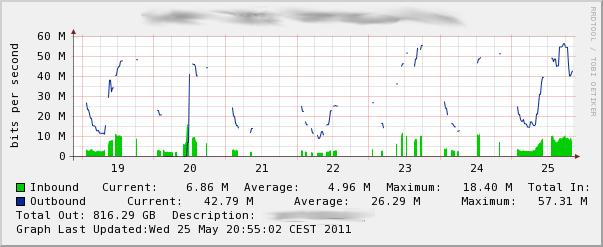 RRDTOOL / TOBI OETIKER
bits per second
60 M
50 M
40 M
30 M
20 M
10 M
0
19 20 21 22 23 24 25
Inbound Current: 6.86 M Average: 4.96 M Maximum: 18.40 M Total In:
Outbound Current: 42.79 M Average: 26.29 M Maximum: 57.31 M
Total Out: 816.29 GB Description:
Graph Last Updated:Wed 25 May 20:55:02 CEST 2011